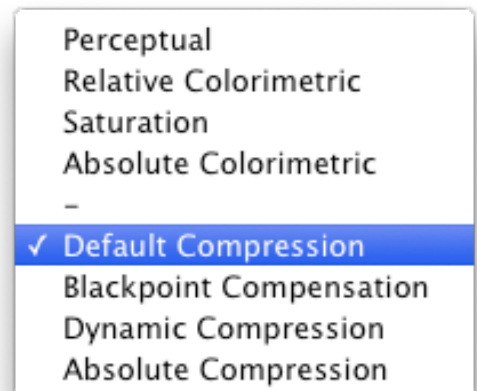 Perceptual
Relative Colorimetric
Saturation
Absolute Colorimetric
–
✓ Default Compression
Blackpoint Compensation
Dynamic Compression
Absolute Compression